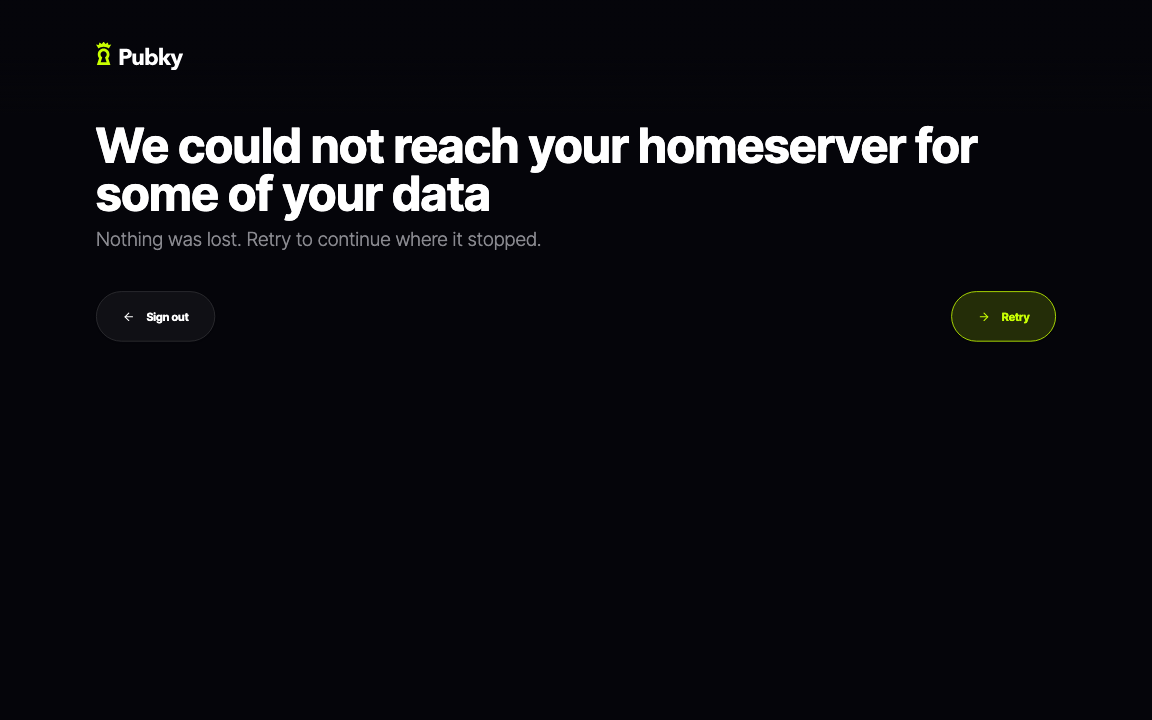 Pubky
We could not reach your homeserver for
some of your data
Nothing was lost. Retry to continue where it stopped.
Sign out
Retry